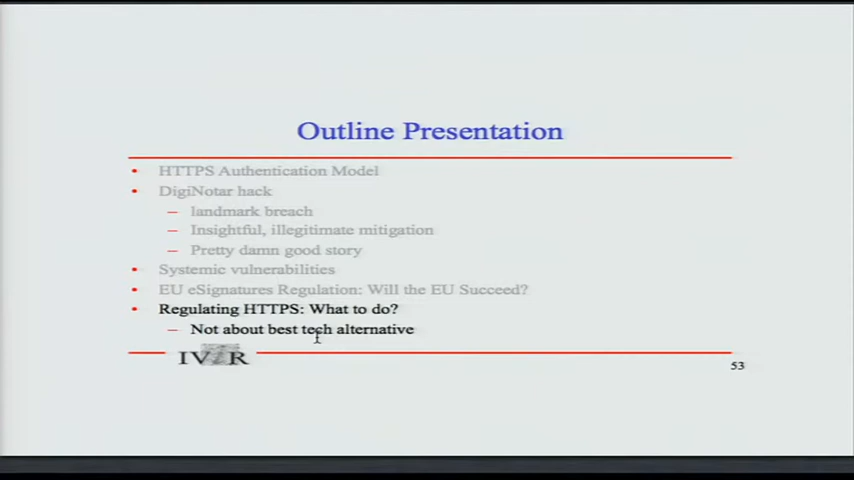 Outline Presentation
• HTTPS Authentication Model
• DigiNotar hack
– landmark breach
– Insightful, illegitimate mitigation
– Pretty damn good story
• Systemic vulnerabilities
• EU eSignatures Regulation: Will the EU Succeed?
• Regulating HTTPS: What to do?
– Not about best tech alternative
IViR
53